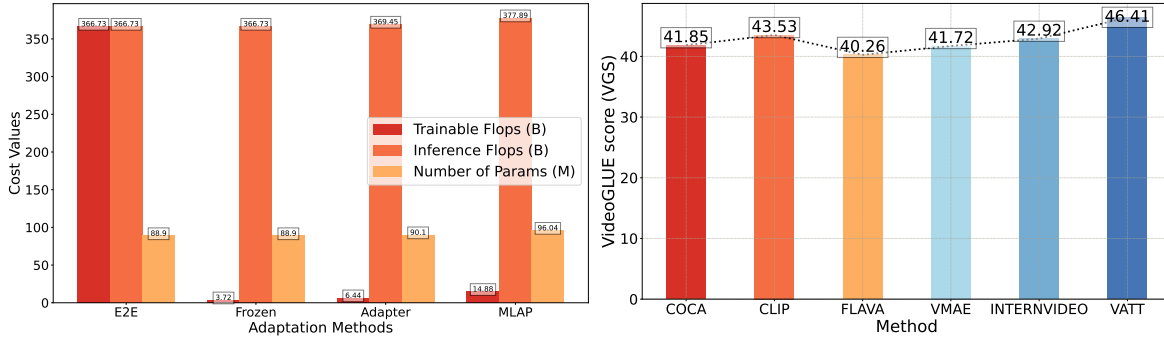 366.73
366.73
88.9
3.72
366.73
88.9
6.44
369.45
90.1
14.88
377.89
96.04
350
300
250
200
150
100
50
0
Cost Values
Trainable Flops (B)
Inference Flops (B)
Number of Params (M)
E2E
Frozen
Adapter
MLAP
Adaptation Methods
41.85
43.53
40.26
41.72
42.92
46.41
40
30
20
10
0
VideoGLUE score (VGS)
COCA
CLIP
FLAVA
VMAE
INTERNVIDEO
VATT
Method